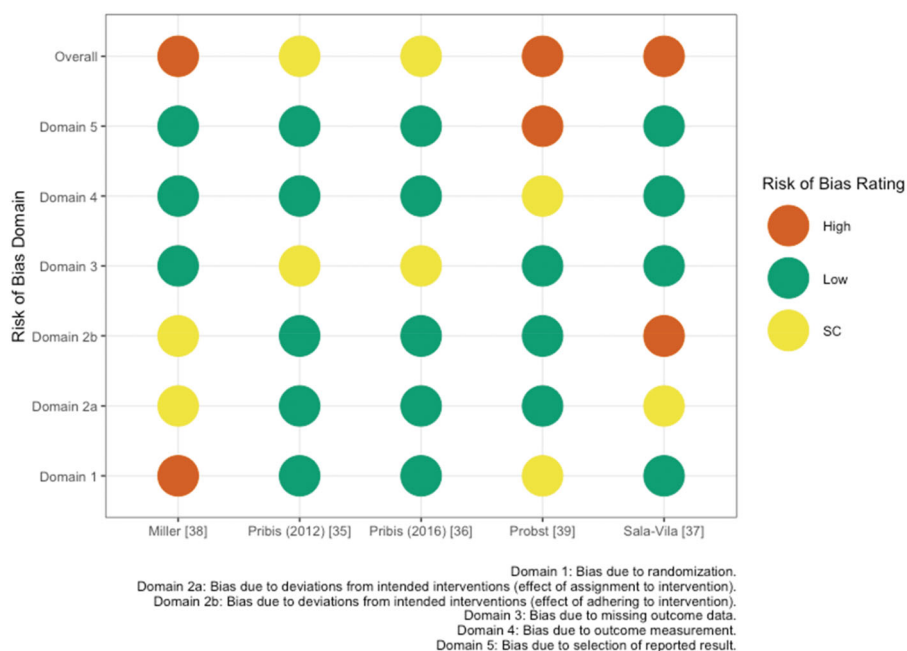 Overall
Domain 5
Domain 4
Domain 3
Domain 2b
Domain 2a
Domain 1
Risk of Bias Domain
Miller [38]
Pribis (2012) [35]
Pribis (2016) [36]
Probst [39]
Sala-Vila [37]
Risk of Bias Rating
High
Low
SC
Domain 1: Bias due to randomization.
Domain 2a: Bias due to deviations from intended interventions (effect of assignment to intervention).
Domain 2b: Bias due to deviations from intended interventions (effect of adhering to intervention).
Domain 3: Bias due to missing outcome data.
Domain 4: Bias due to outcome measurement.
Domain 5: Bias due to selection of reported result.